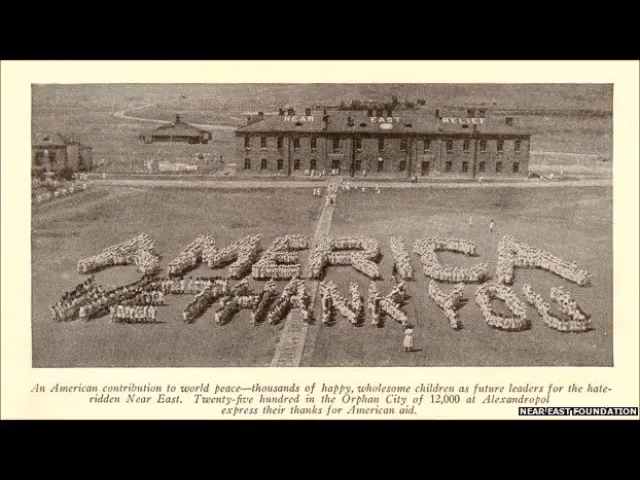 NEAR EAST RELIEF
AMERICA
WE THANK YOU
An American contribution to world peace—thousands of happy, wholesome children as future leaders for the hate-
ridden Near East. Twenty-five hundred in the Orphan City of 12,000 at Alexandropol
express their thanks for American aid.
NEAR EAST FOUNDATION